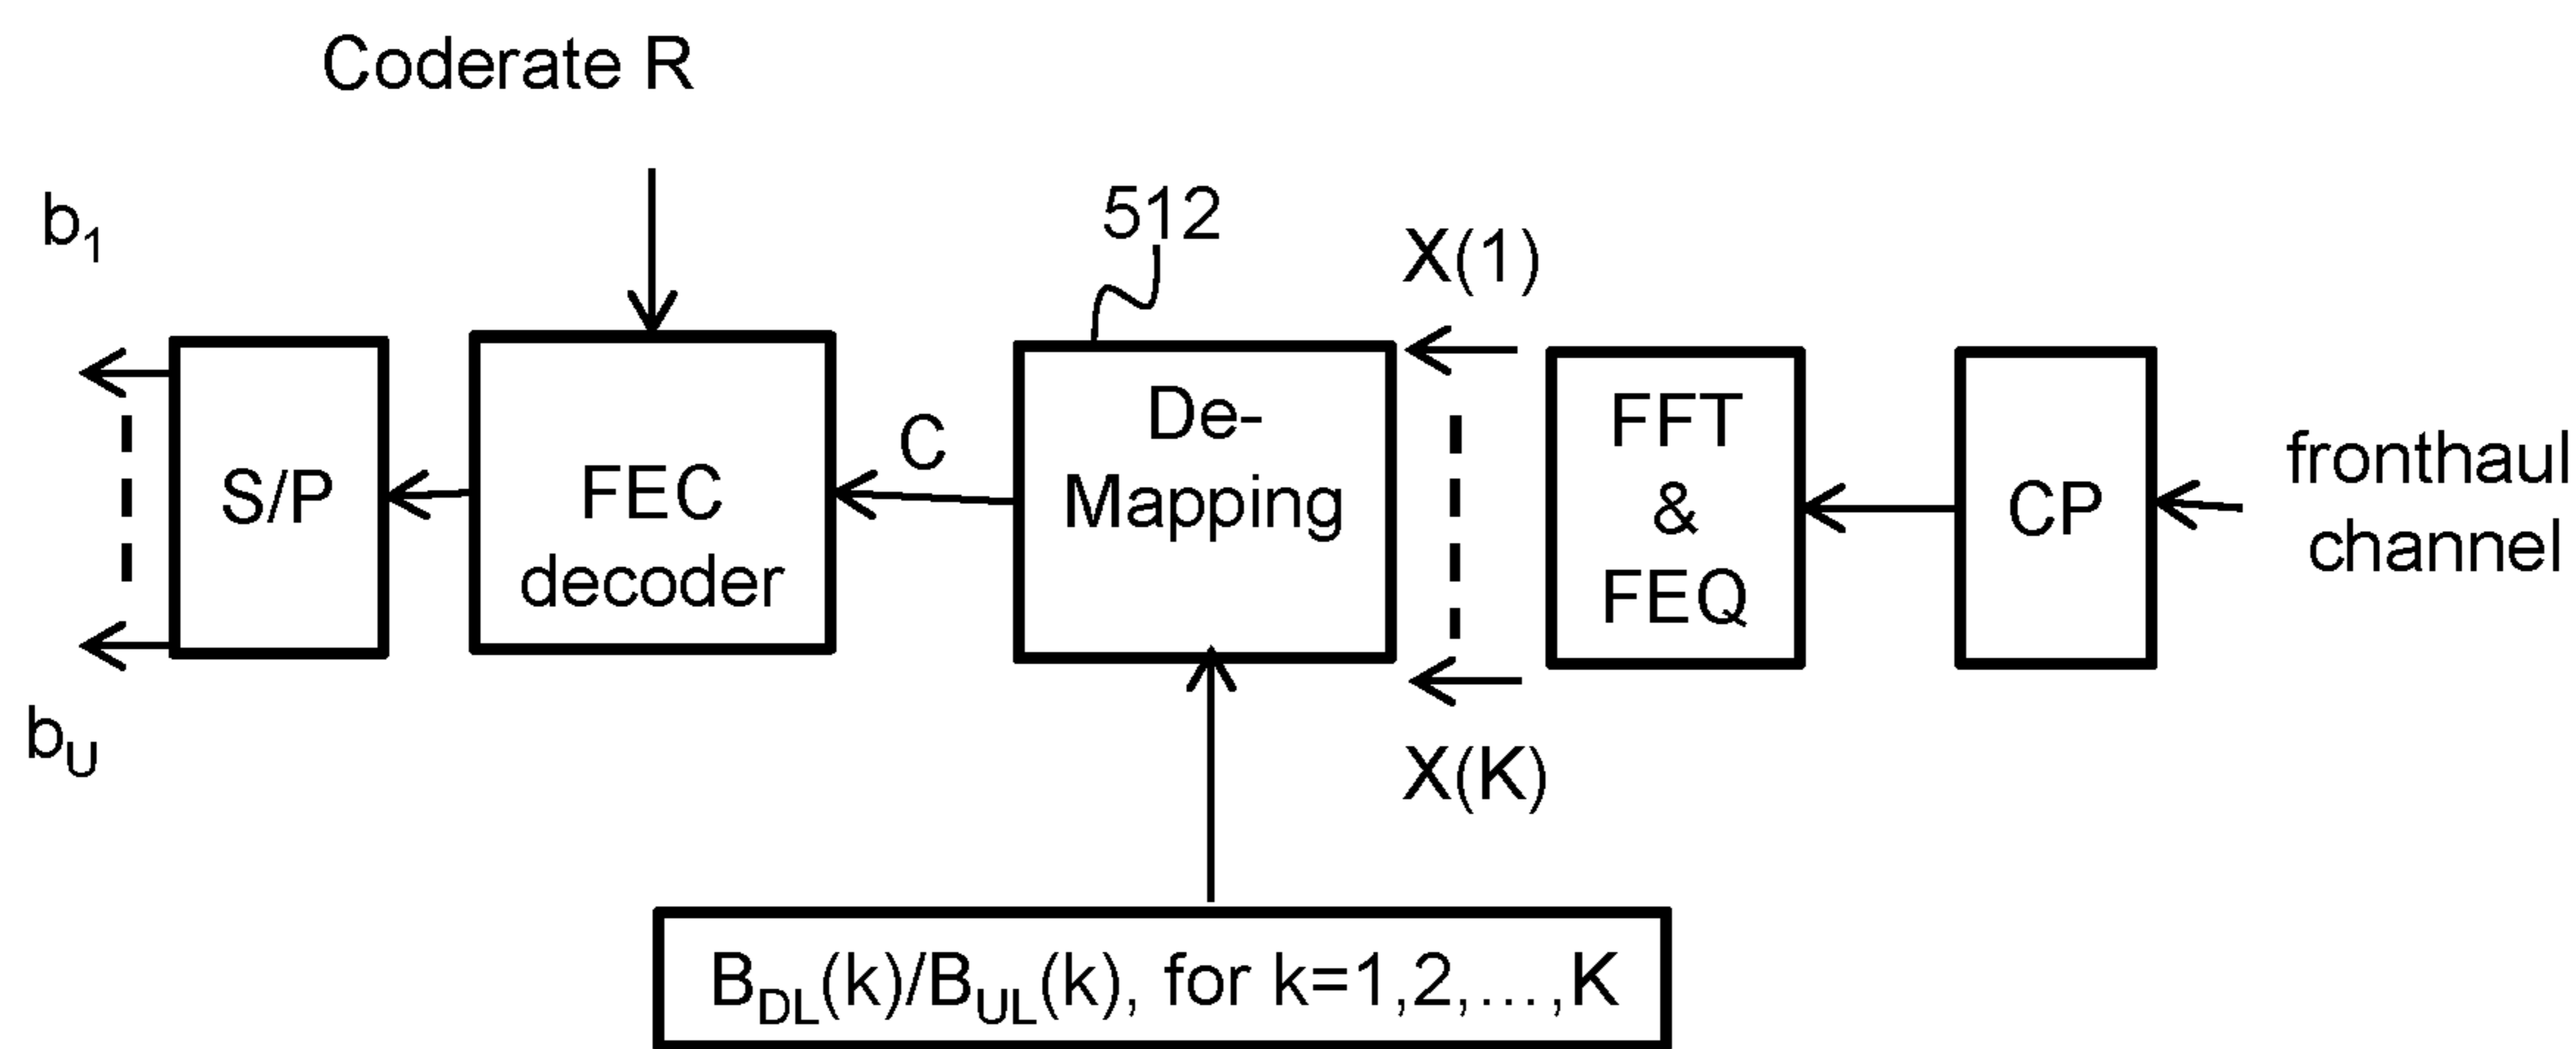 Coderate R
b1
512
X(1)
S/P
FEC
decoder
C
De-
Mapping
FFT
&
FEQ
CP
fronthaul
channel
bU
X(K)
BDL(k)/BUL(k), for k=1,2,...,K